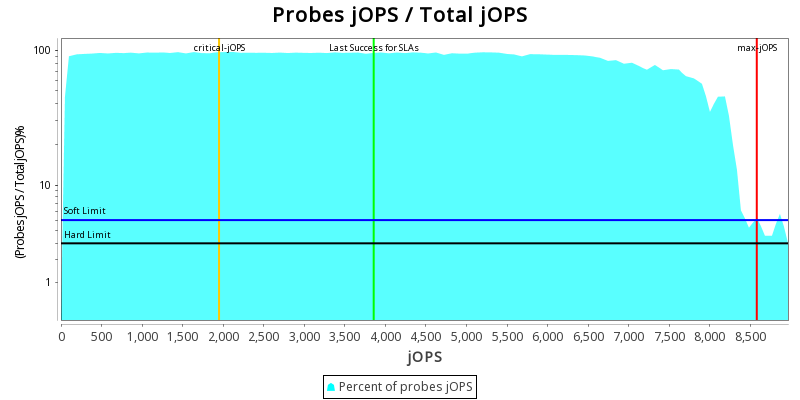 Probes jOPS / Total jOPS
(Probes jOPS / Total jOPS)%
100
10
1
critical-jOPS
Last Success for SLAs
max-jOPS
Soft Limit
Hard Limit
0 500 1,000 1,500 2,000 2,500 3,000 3,500 4,000 4,500 5,000 5,500 6,000 6,500 7,000 7,500 8,000 8,500
jOPS
Percent of probes jOPS